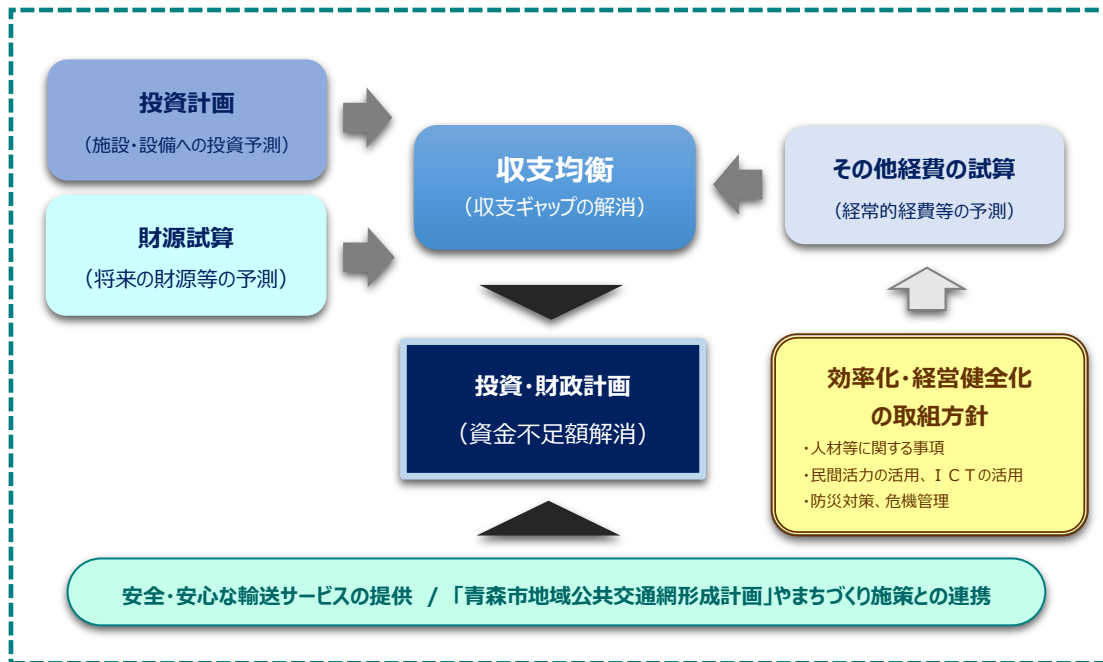 投資計画
（施設・設備への投資予測）
財源試算
（将来の財源等の予測）
収支均衡
（収支ギャップの解消）
その他経費の試算
（経常的経費等の予測）
投資・財政計画
（資金不足額解消）
効率化・経営健全化
の取組方針
・人材等に関する事項
・民間活力の活用、ＩＣＴの活用
・防災対策、危機管理
安全・安心な輸送サービスの提供 / 「青森市地域公共交通網形成計画」やまちづくり施策との連携